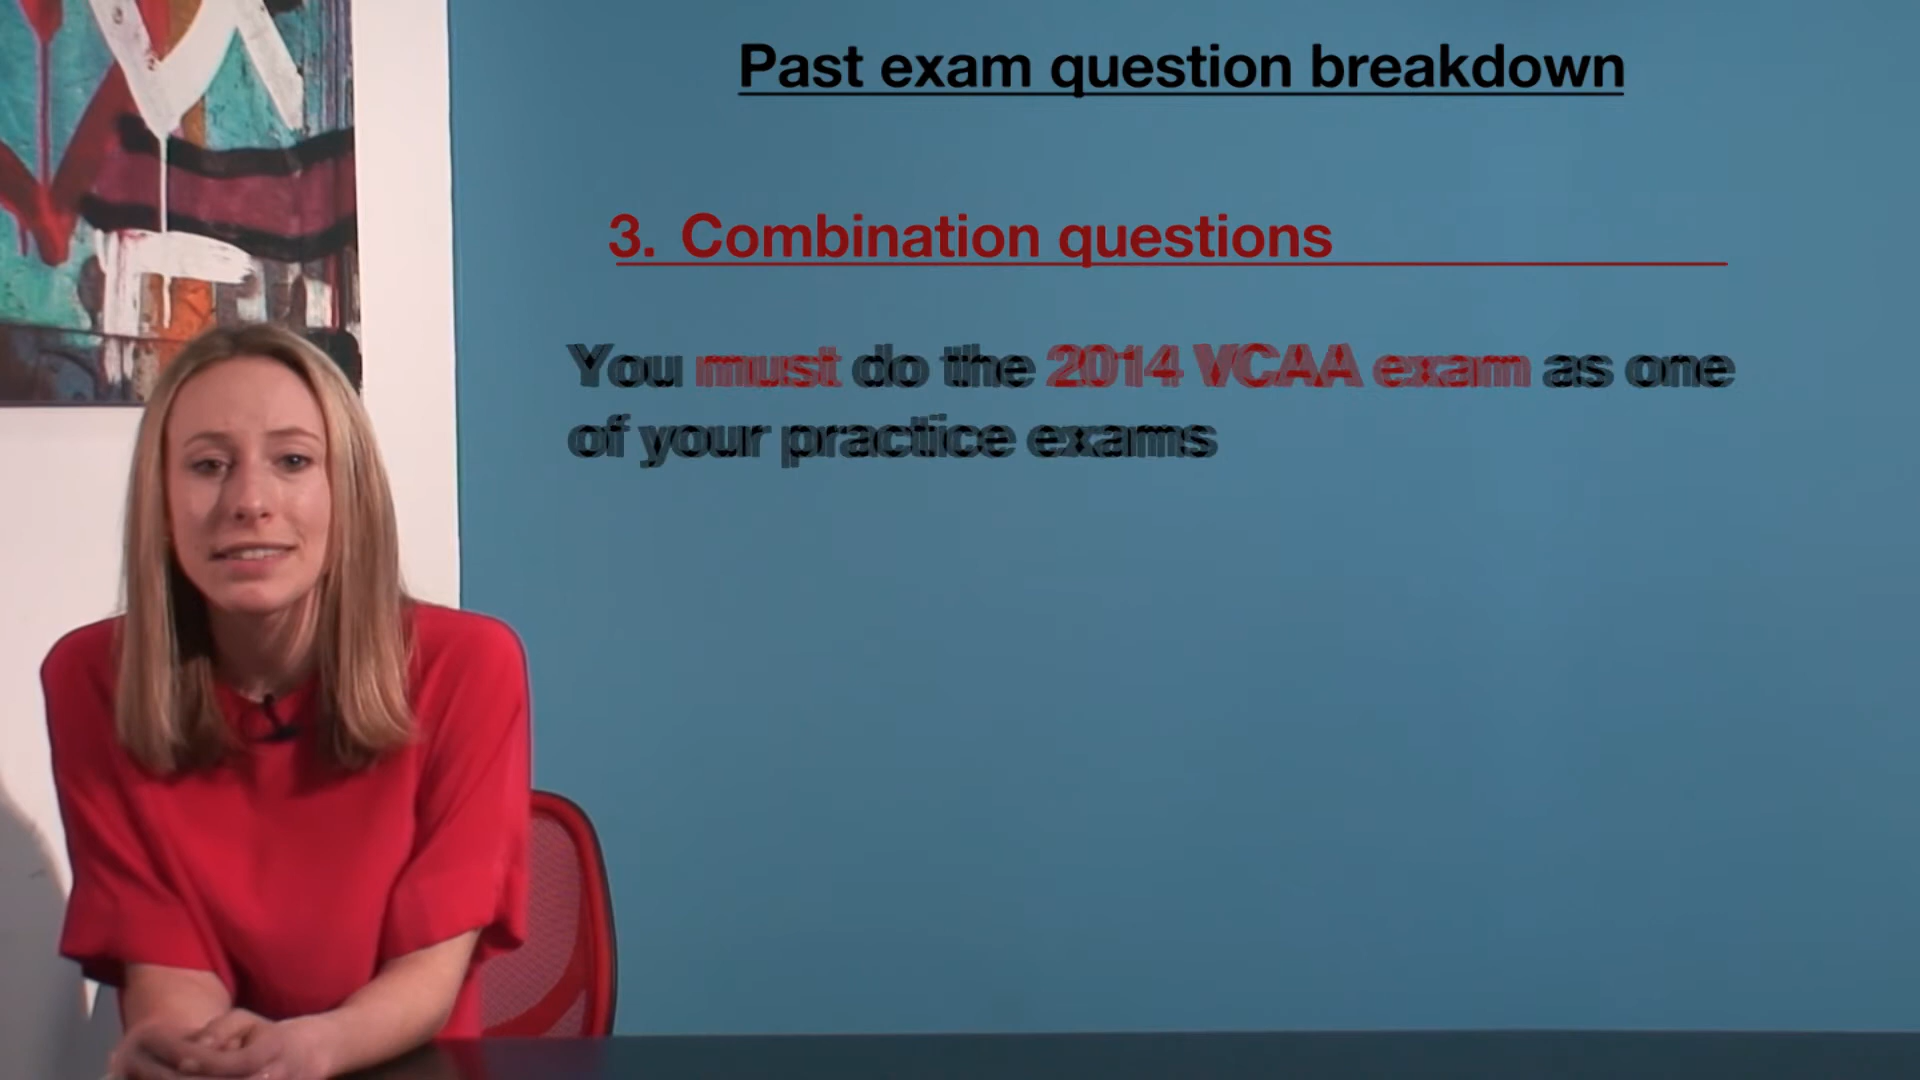 Past exam question breakdown
3. Combination questions
You must do the 2014 VCAA exam as one
of your practice exams